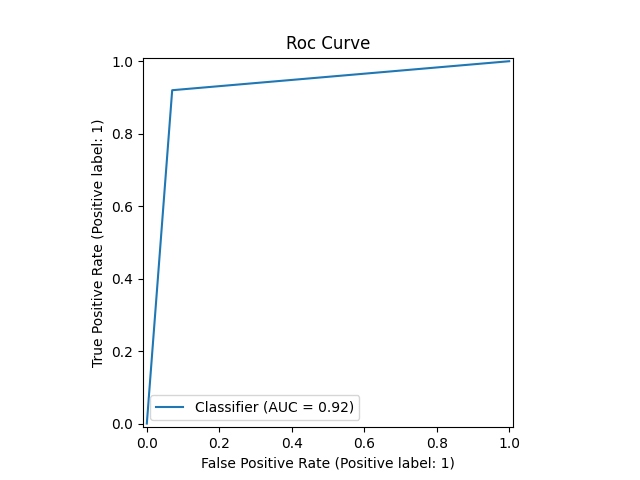 Roc Curve
1.0
0.8
0.6
0.4
0.2
0.0
True Positive Rate (Positive label: 1)
Classifier (AUC = 0.92)
0.0 0.2 0.4 0.6 0.8 1.0
False Positive Rate (Positive label: 1)